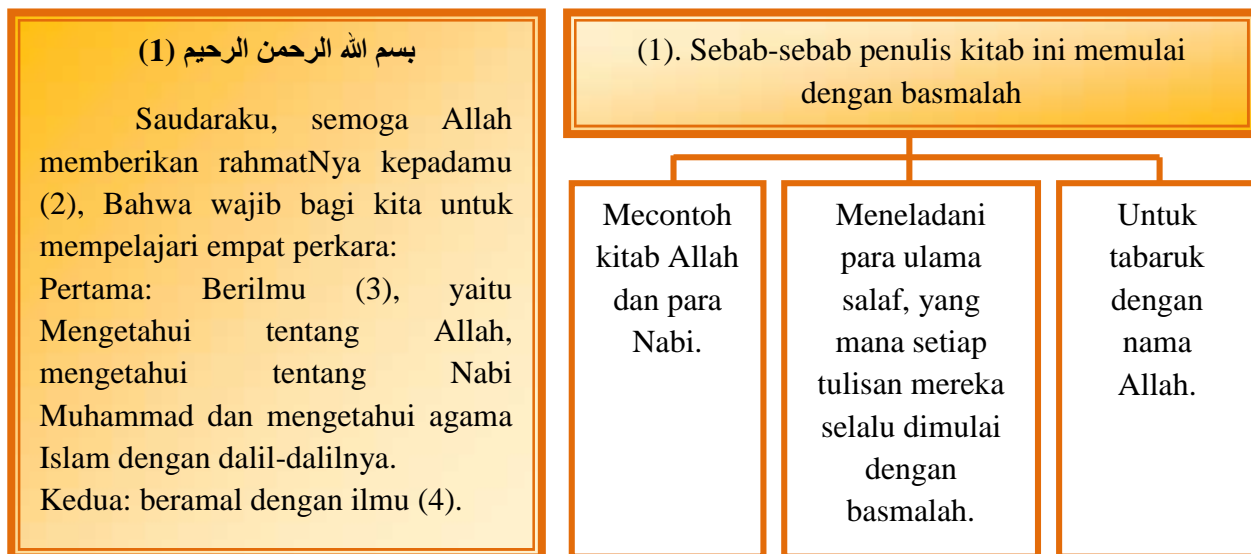 بسم الله الرحمن الرحيم (1)
Saudaraku, semoga Allah
memberikan rahmatNya kepadamu
(2), Bahwa wajib bagi kita untuk
mempelajari empat perkara:
Pertama: Berilmu (3), yaitu
Mengetahui tentang Allah,
mengetahui tentang Nabi
Muhammad dan mengetahui agama
Islam dengan dalil-dalilnya.
Kedua: beramal dengan ilmu (4).
(1). Sebab-sebab penulis kitab ini memulai
dengan basmalah
Mecontoh
kitab Allah
dan para
Nabi.
Meneladani
para ulama
salaf, yang
mana setiap
tulisan mereka
selalu dimulai
dengan
basmalah.
Untuk
tabaruk
dengan
nama
Allah.